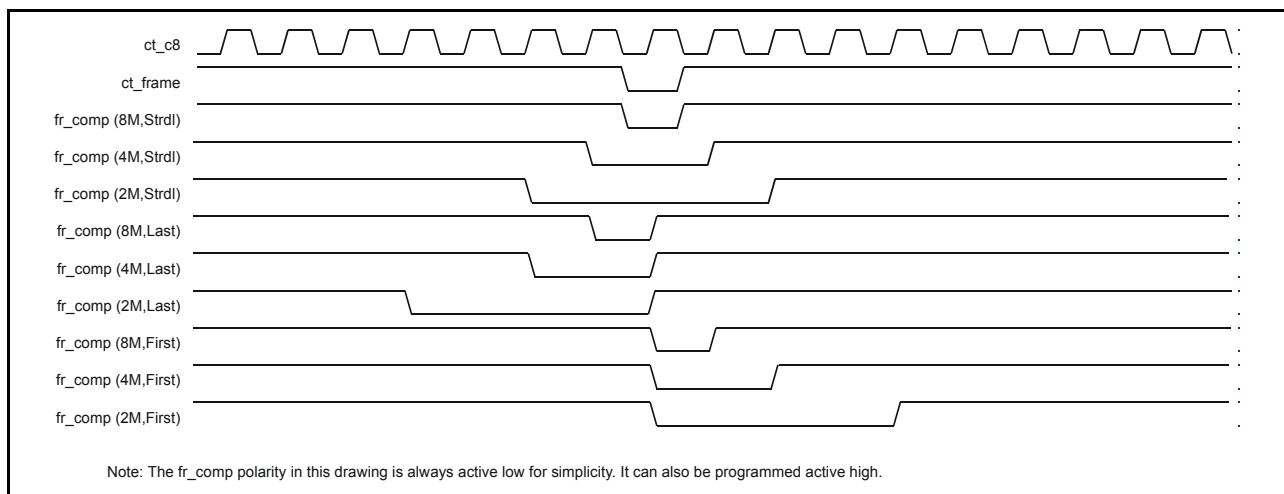 ct_c8
ct_frame
fr_comp (8M,Strdl)
fr_comp (4M,Strdl)
fr_comp (2M,Strdl)
fr_comp (8M,Last)
fr_comp (4M,Last)
fr_comp (2M,Last)
fr_comp (8M,First)
fr_comp (4M,First)
fr_comp (2M,First)
Note: The fr_comp polarity in this drawing is always active low for simplicity. It can also be programmed active high.